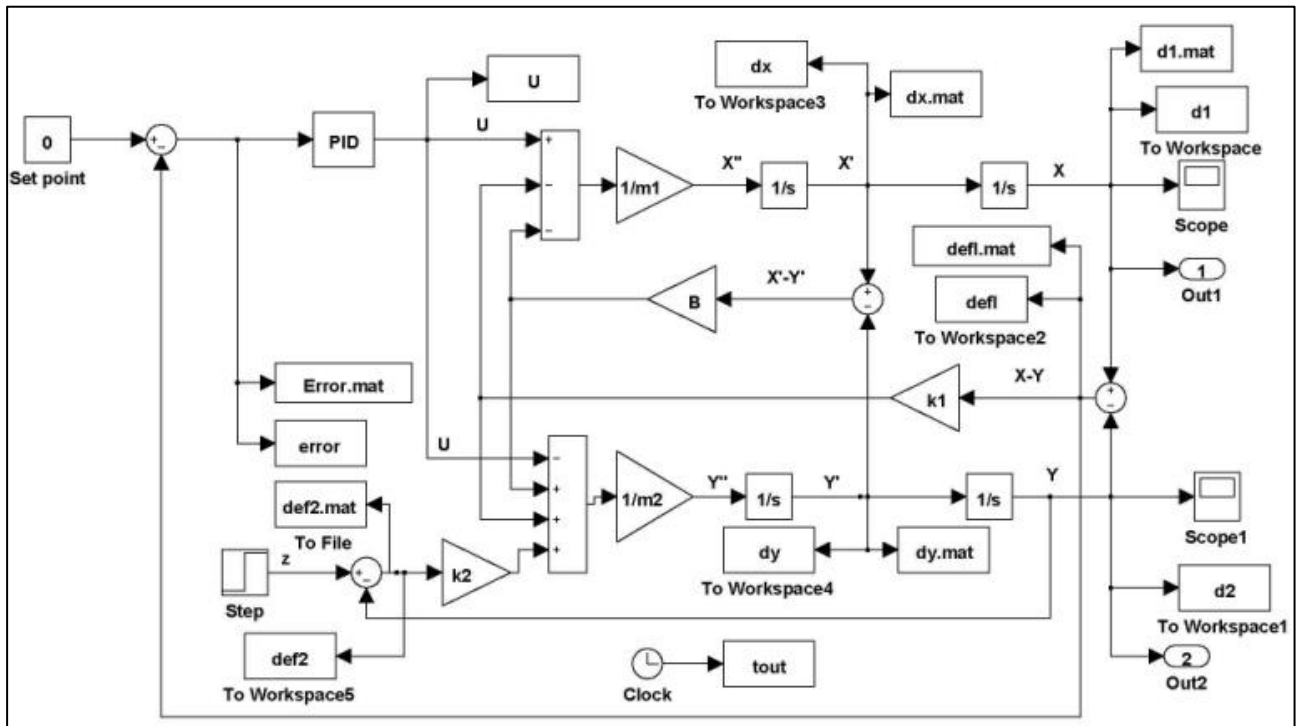 d1.mat
dx
U
To Workspace3
dx.mat
d1
U
To Workspace
0
+
-
PID
+
-
-
1/m1
X''
1/s
X'
1/s
X
Set point
Scope
defl.mat
1
Out1
X'-Y'
B
+
-
defl
To Workspace2
X-Y
k1
+
-
Error.mat
error
U
-
+
+
+
1/m2
Y''
1/s
Y'
1/s
Y
def2.mat
To File
Scope1
z
+
-
k2
dy
dy.mat
To Workspace4
d2
To Workspace1
Step
def2
To Workspace5
Clock
tout
2
Out2